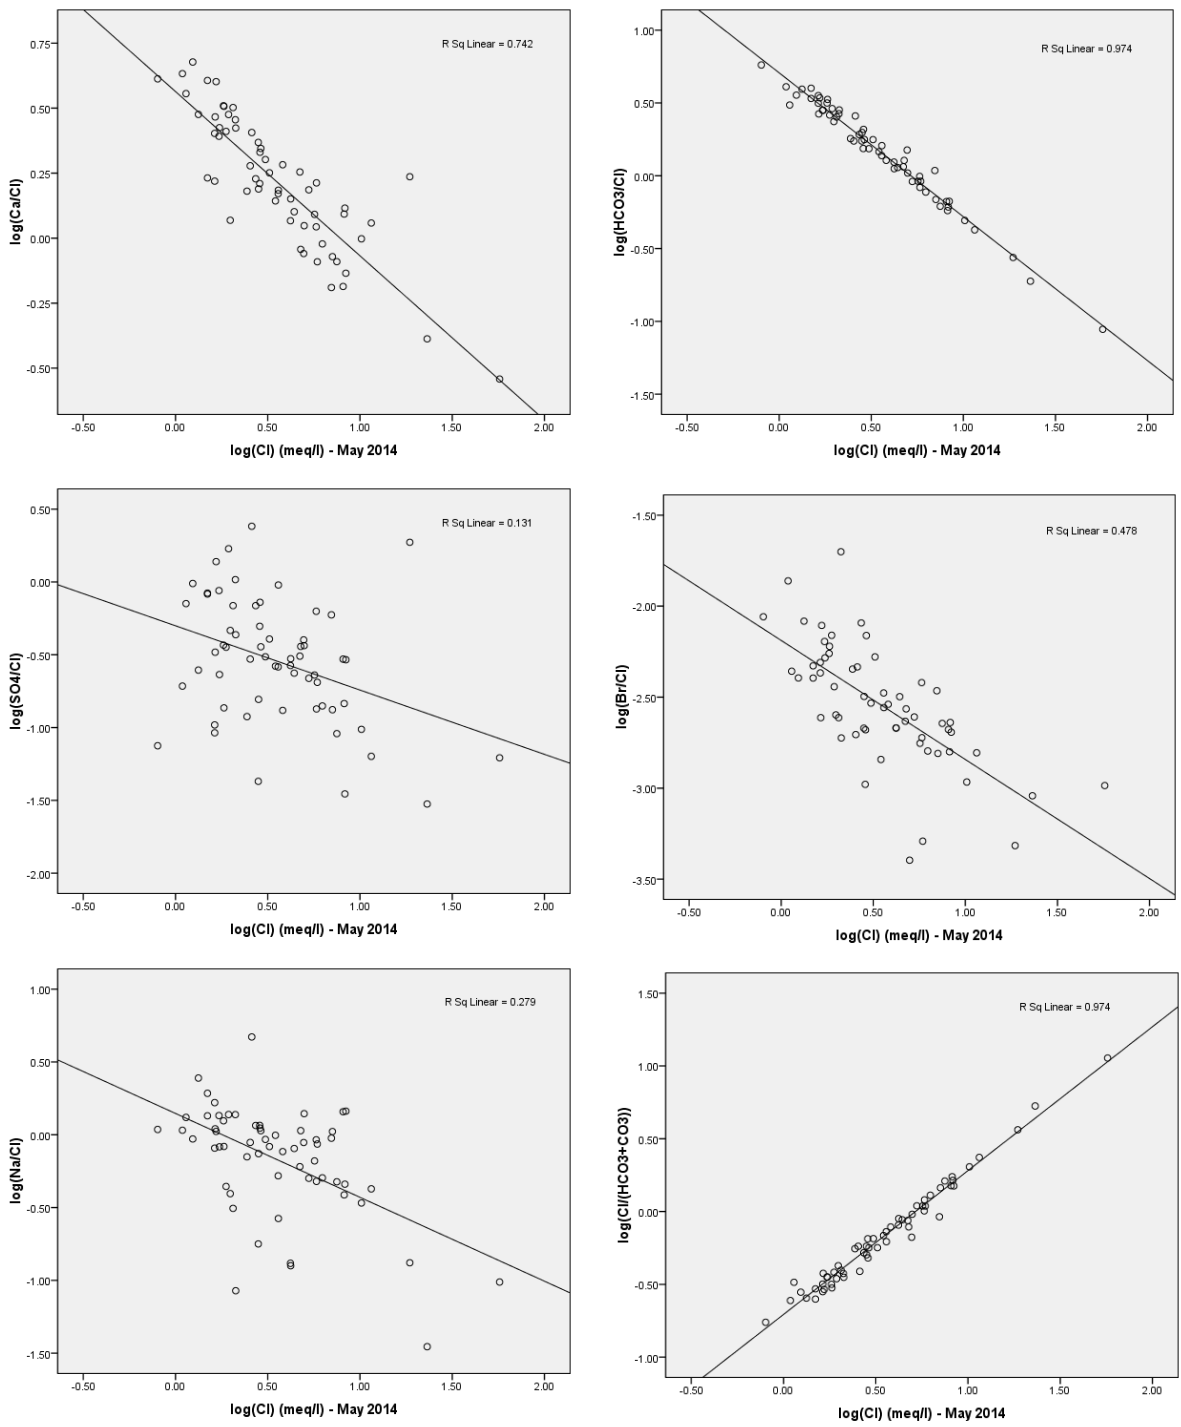 R Sq Linear = 0.742
log(Ca/Cl)
0.75
0.50
0.25
0.00
-0.25
-0.50
-0.50 0.00 0.50 1.00 1.50 2.00
log(Cl) (meq/l) - May 2014
R Sq Linear = 0.974
log(HCO3/Cl)
1.00
0.50
0.00
-0.50
-1.00
-1.50
-0.50 0.00 0.50 1.00 1.50 2.00
log(Cl) (meq/l) - May 2014
R Sq Linear = 0.131
log(SO4/Cl)
0.50
0.00
-0.50
-1.00
-1.50
-2.00
-0.50 0.00 0.50 1.00 1.50 2.00
log(Cl) (meq/l) - May 2014
R Sq Linear = 0.478
log(Br/Cl)
-1.50
-2.00
-2.50
-3.00
-3.50
-0.50 0.00 0.50 1.00 1.50 2.00
log(Cl) (meq/l) - May 2014
R Sq Linear = 0.279
log(Na/Cl)
1.00
0.50
0.00
-0.50
-1.00
-1.50
-0.50 0.00 0.50 1.00 1.50 2.00
log(Cl) (meq/l) - May 2014
R Sq Linear = 0.974
log(Cl/(HCO3+CO3))
1.50
1.00
0.50
0.00
-0.50
-1.00
-0.50 0.00 0.50 1.00 1.50 2.00
log(Cl) (meq/l) - May 2014